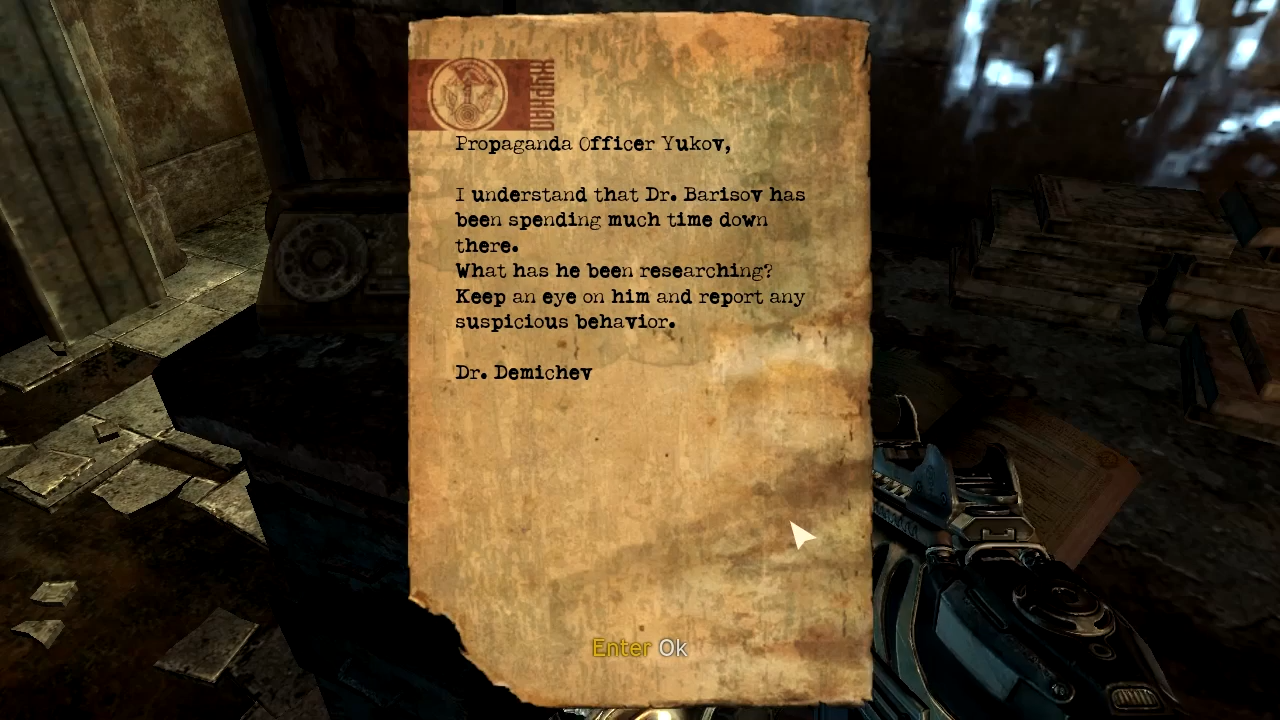 Propaganda Officer Yukov,
I understand that Dr. Barisov has
been spending much time down
there.
What has he been researching?
Keep an eye on him and report any
suspicious behavior.
Dr. Demichev
Enter Ok